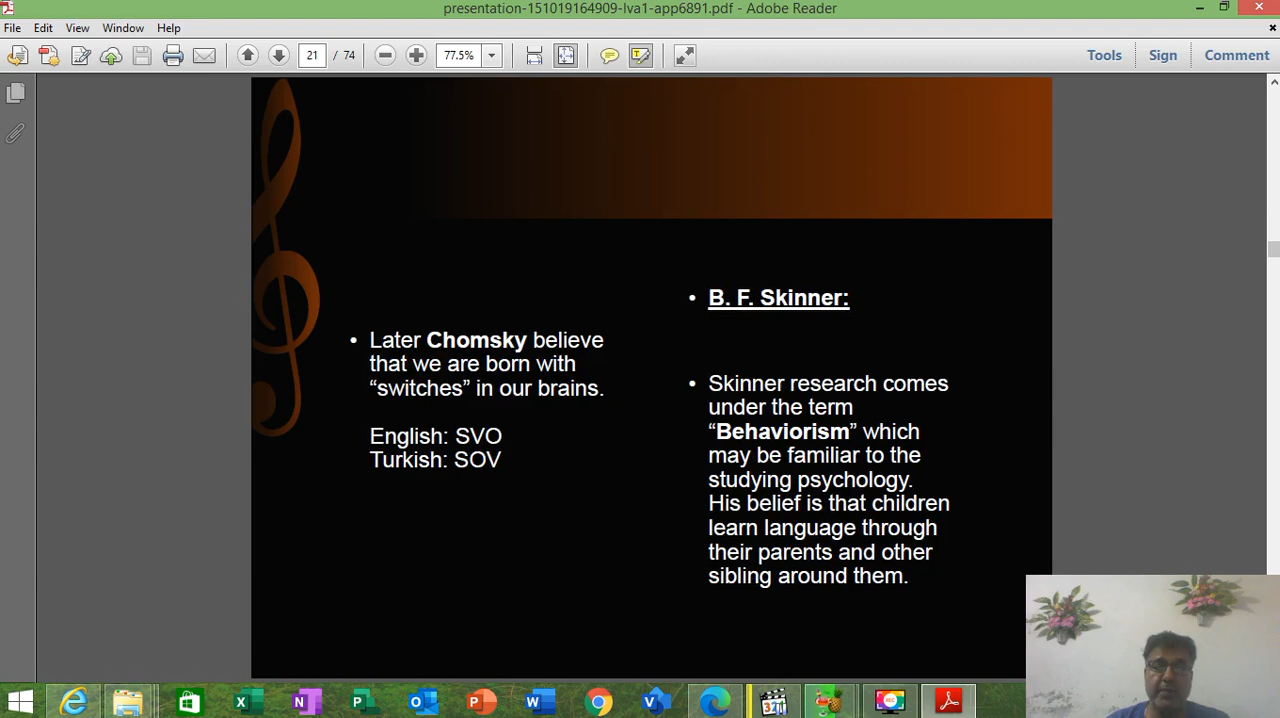 presentation-151019164909-lva1-app6891.pdf - Adobe Reader
File Edit View Window Help
21 / 74 77.5% Tools Sign Comment
• Later Chomsky believe
that we are born with
“switches” in our brains.
English: SVO
Turkish: SOV
• B. F. Skinner:
• Skinner research comes
under the term
“Behaviorism” which
may be familiar to the
studying psychology.
His belief is that children
learn language through
their parents and other
sibling around them.